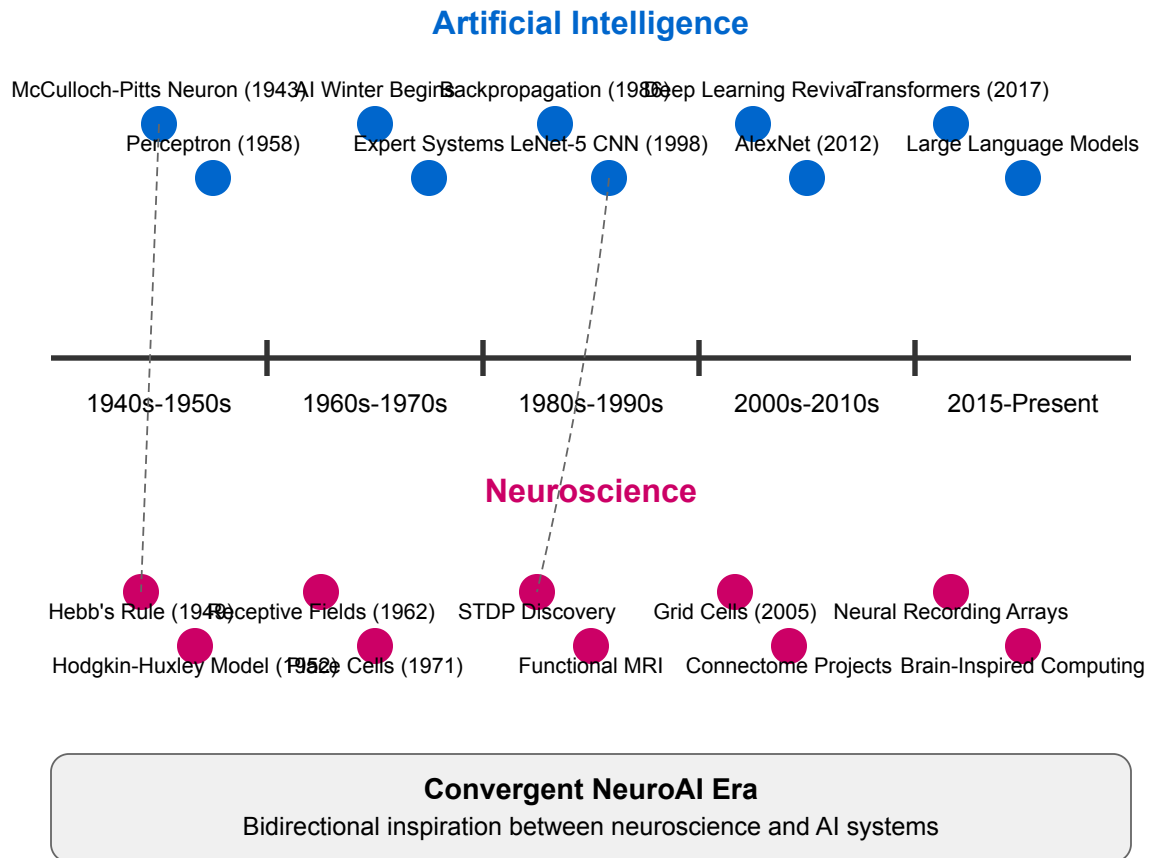 Artificial Intelligence
McCulloch-Pitts Neuron (1943)
AI Winter Begins
Backpropagation (1986)
Deep Learning Revival
Transformers (2017)
Perceptron (1958)
Expert Systems
LeNet-5 CNN (1998)
AlexNet (2012)
Large Language Models
1940s-1950s
1960s-1970s
1980s-1990s
2000s-2010s
2015-Present
Neuroscience
Hebb's Rule (1949)
Receptive Fields (1962)
STDP Discovery
Grid Cells (2005)
Neural Recording Arrays
Hodgkin-Huxley Model (1952)
Place Cells (1971)
Functional MRI
Connectome Projects
Brain-Inspired Computing
Convergent NeuroAI Era
Bidirectional inspiration between neuroscience and AI systems